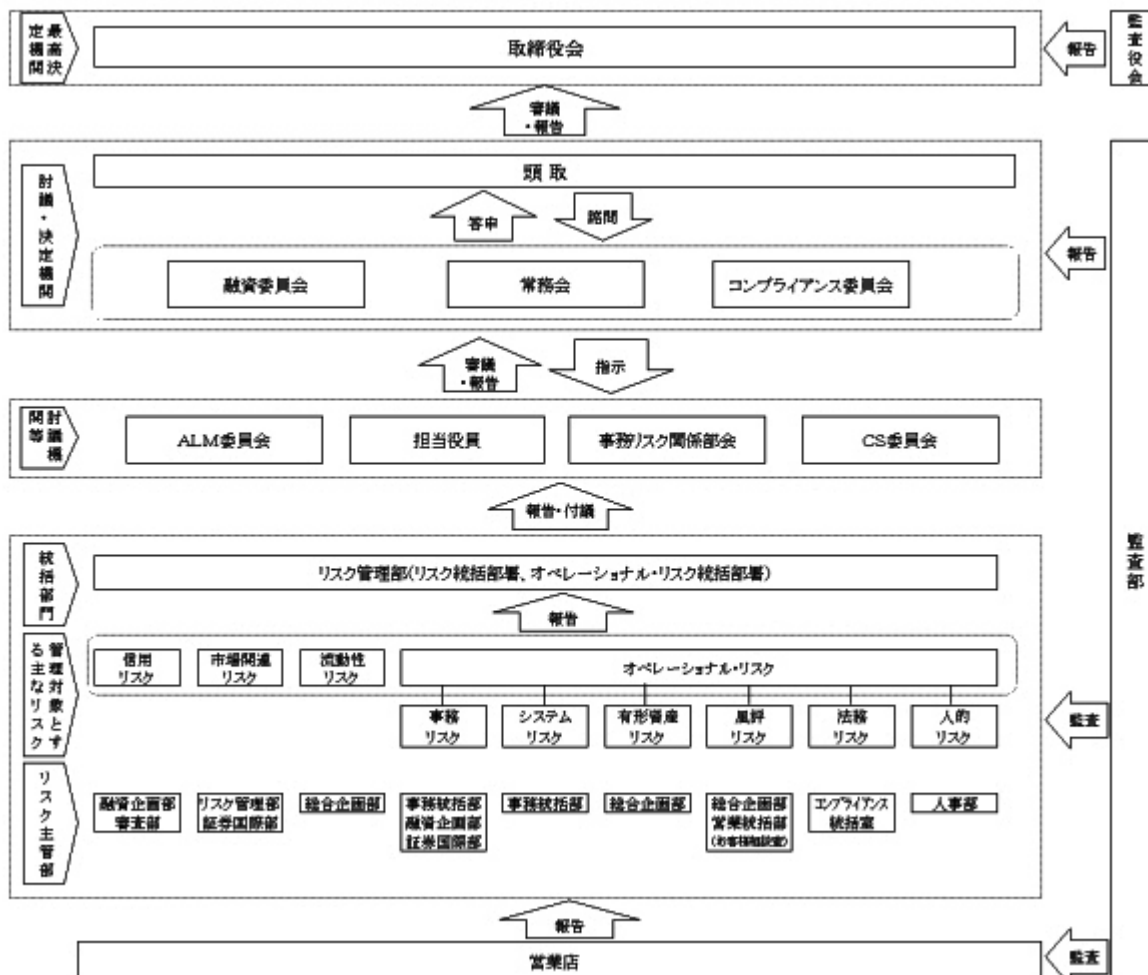 最高決
定機関
取締役会
報告
監査役会
審議
・報告
討議・決定機関
頭 取
答申
諮問
融資委員会
常務会
コンプライアンス委員会
報告
審議
・報告
指示
討議機
関等
ALM委員会
担当役員
事務リスク関係部会
CS委員会
報告・付議
監査部
統括部門
リスク管理部(リスク統括部署、オペレーショナル・リスク統括部署)
報告
管理対象とす
る主なリスク
信用
リスク
市場関連
リスク
流動性
リスク
オペレーショナル・リスク
事務
リスク
システム
リスク
有形資産
リスク
風評
リスク
法務
リスク
人的
リスク
監査
リスク主管部
融資企画部
審査部
リスク管理部
証券国際部
総合企画部
事務統括部
融資企画部
証券国際部
事務統括部
総合企画部
総合企画部
営業統括部
(お客様相談室)
コンプライアンス
統括室
人事部
報告
営業店
監査